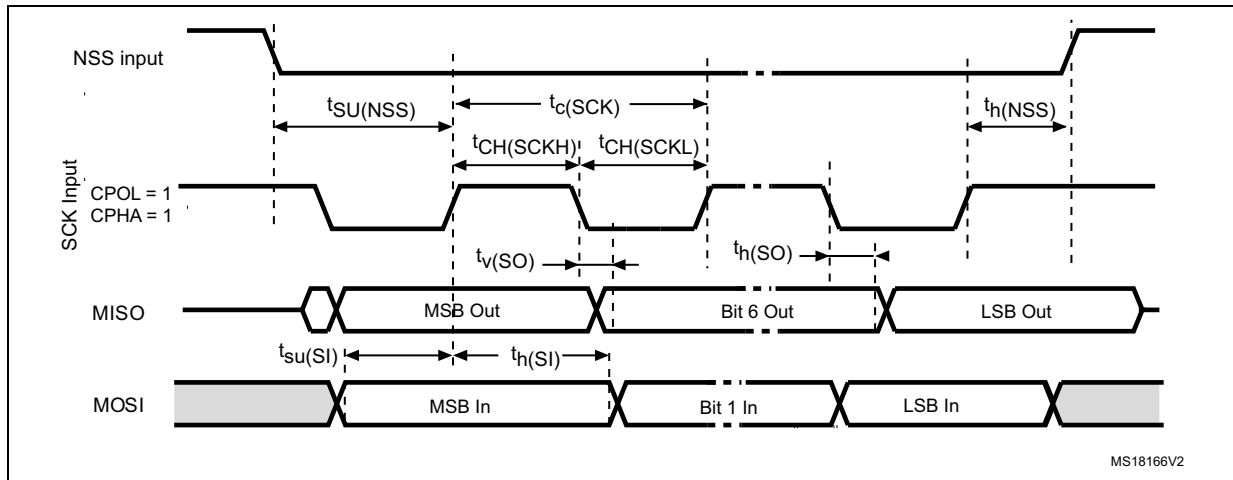 NSS input
tSU(NSS)
tc(SCK)
th(NSS)
tCH(SCKH)
tCH(SCKL)
SCK Input
CPOL = 1
CPHA = 1
tv(SO)
th(SO)
MISO
MSB Out
Bit 6 Out
LSB Out
tsu(SI)
th(SI)
MOSI
MSB In
Bit 1 In
LSB In
MS18166V2